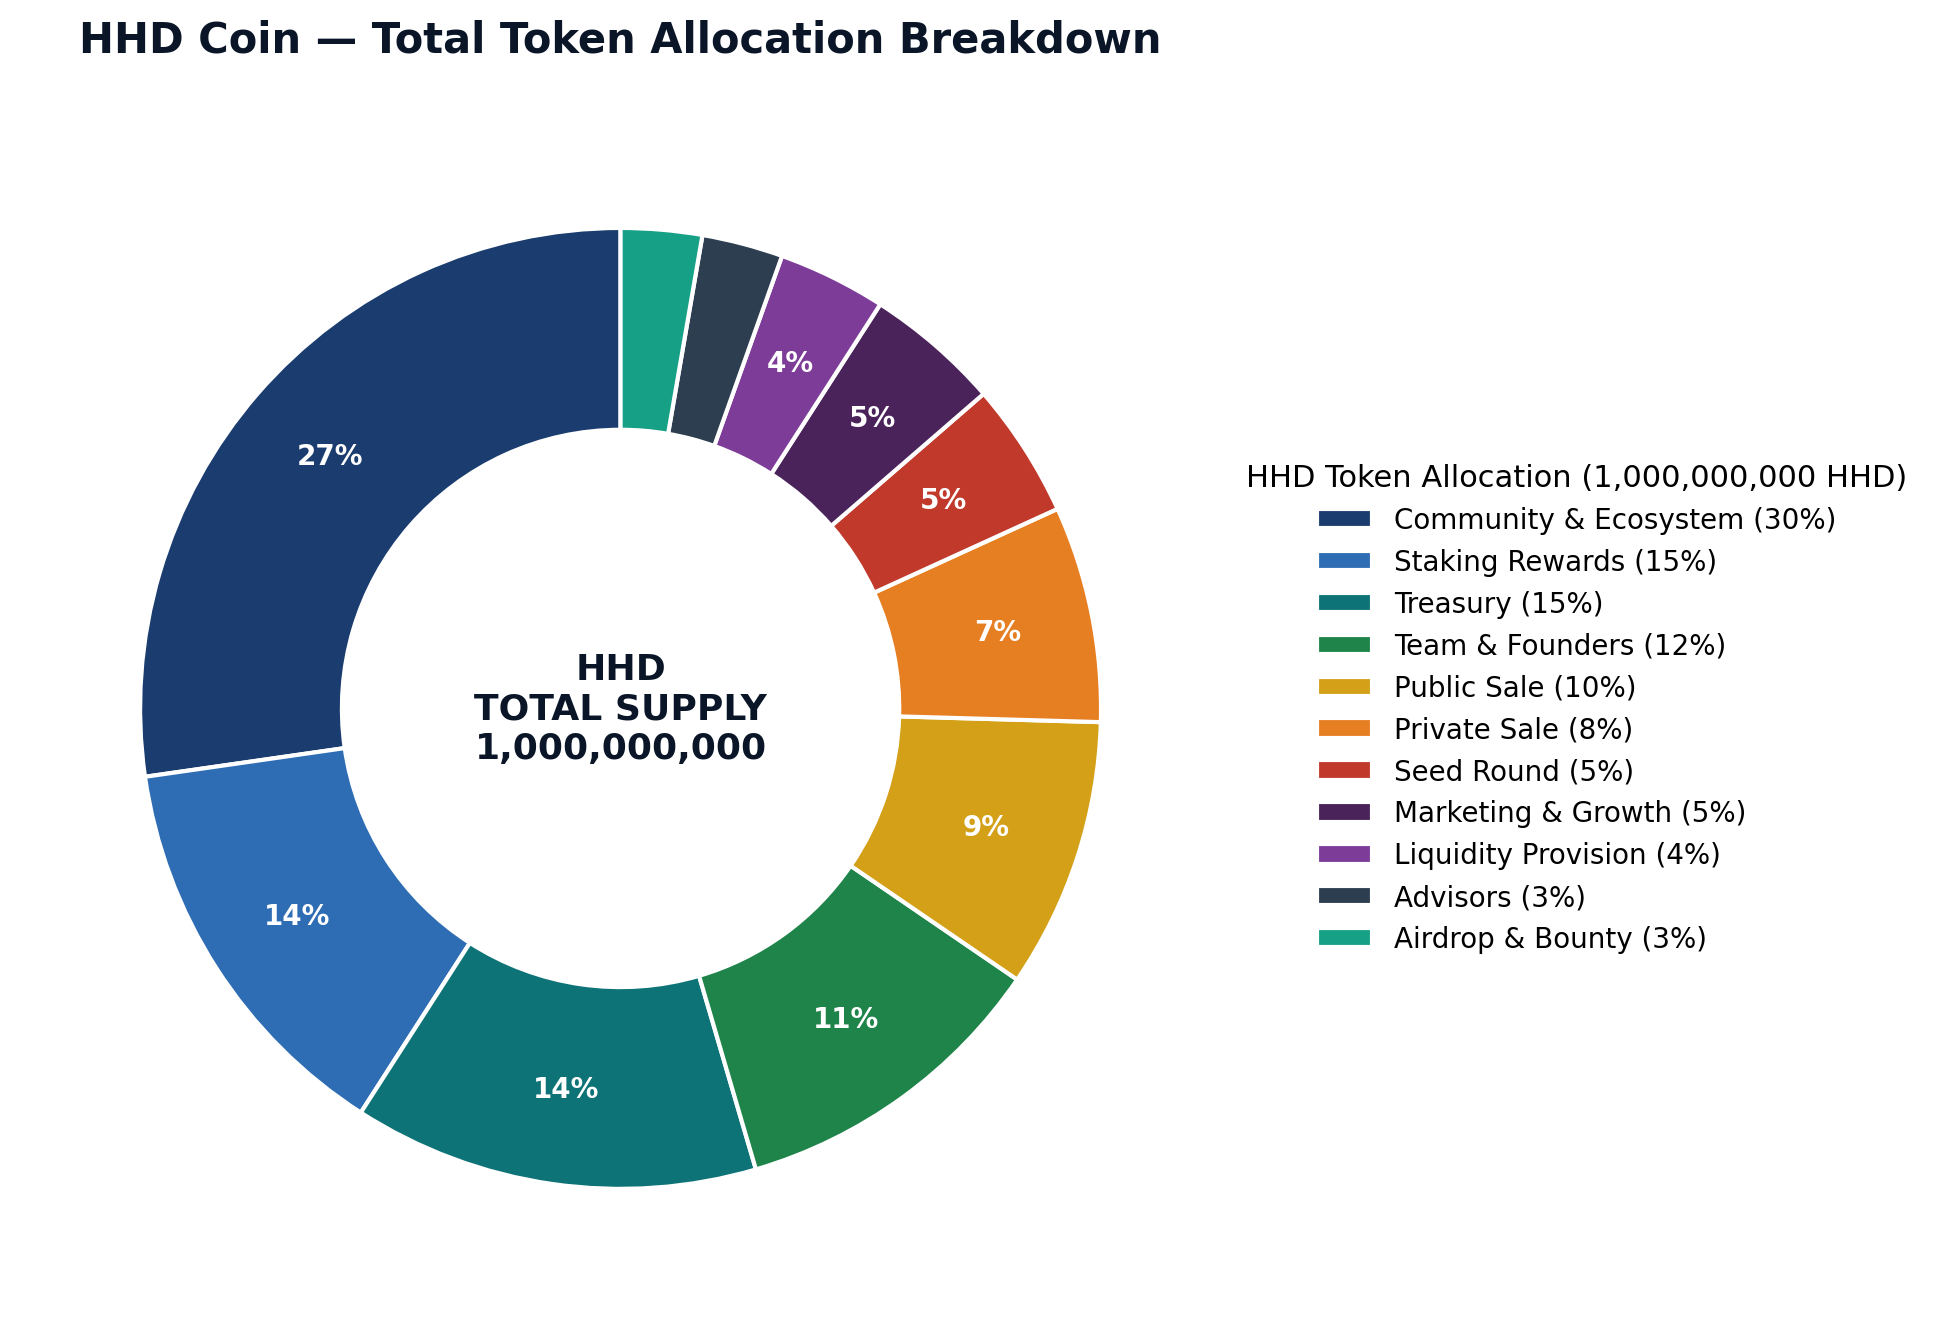 HHD Coin — Total Token Allocation Breakdown
27%
14%
14%
11%
9%
7%
5%
5%
4%
HHD
TOTAL SUPPLY
1,000,000,000
HHD Token Allocation (1,000,000,000 HHD)
Community & Ecosystem (30%)
Staking Rewards (15%)
Treasury (15%)
Team & Founders (12%)
Public Sale (10%)
Private Sale (8%)
Seed Round (5%)
Marketing & Growth (5%)
Liquidity Provision (4%)
Advisors (3%)
Airdrop & Bounty (3%)